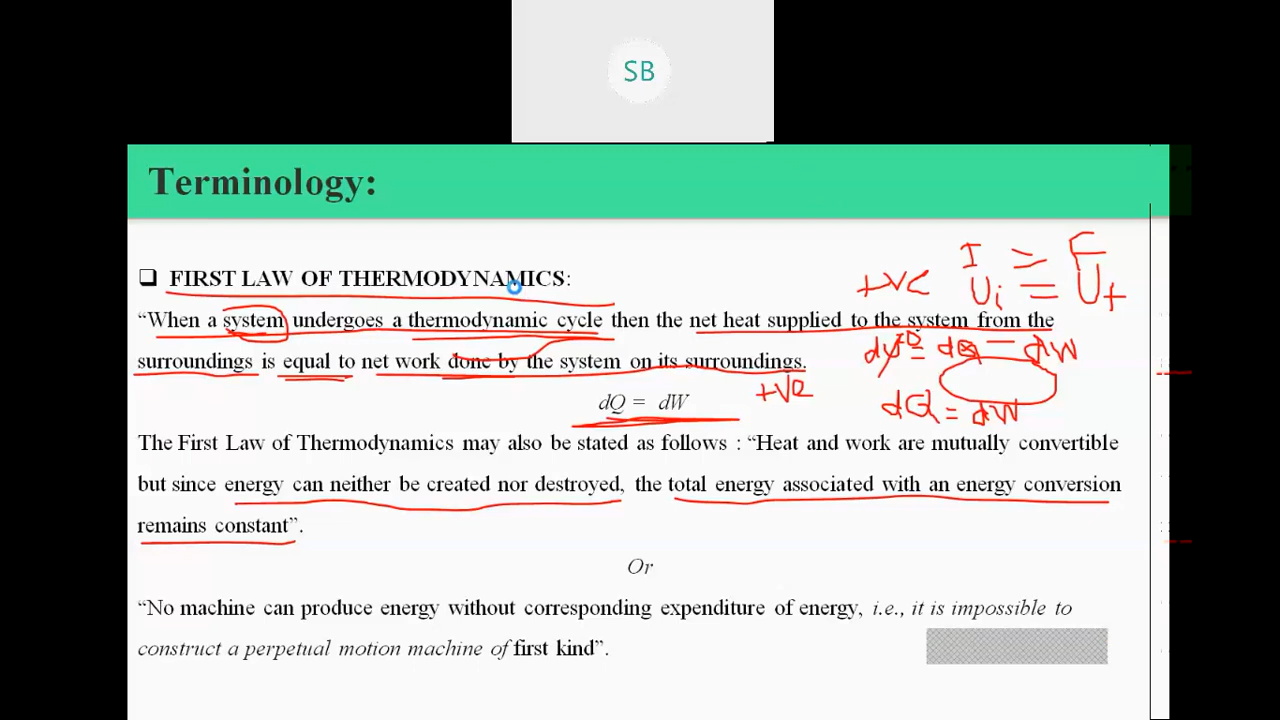 SB
Terminology:
❑ FIRST LAW OF THERMODYNAMICS:
I = F
+ve Ui = Uf
“When a system undergoes a thermodynamic cycle then the net heat supplied to the system from the
surroundings is equal to net work done by the system on its surroundings.
dU = dQ - dW
+ve
dQ = dW
dQ = dW
The First Law of Thermodynamics may also be stated as follows : “Heat and work are mutually convertible
but since energy can neither be created nor destroyed, the total energy associated with an energy conversion
remains constant”.
Or
“No machine can produce energy without corresponding expenditure of energy, i.e., it is impossible to
construct a perpetual motion machine of first kind”.